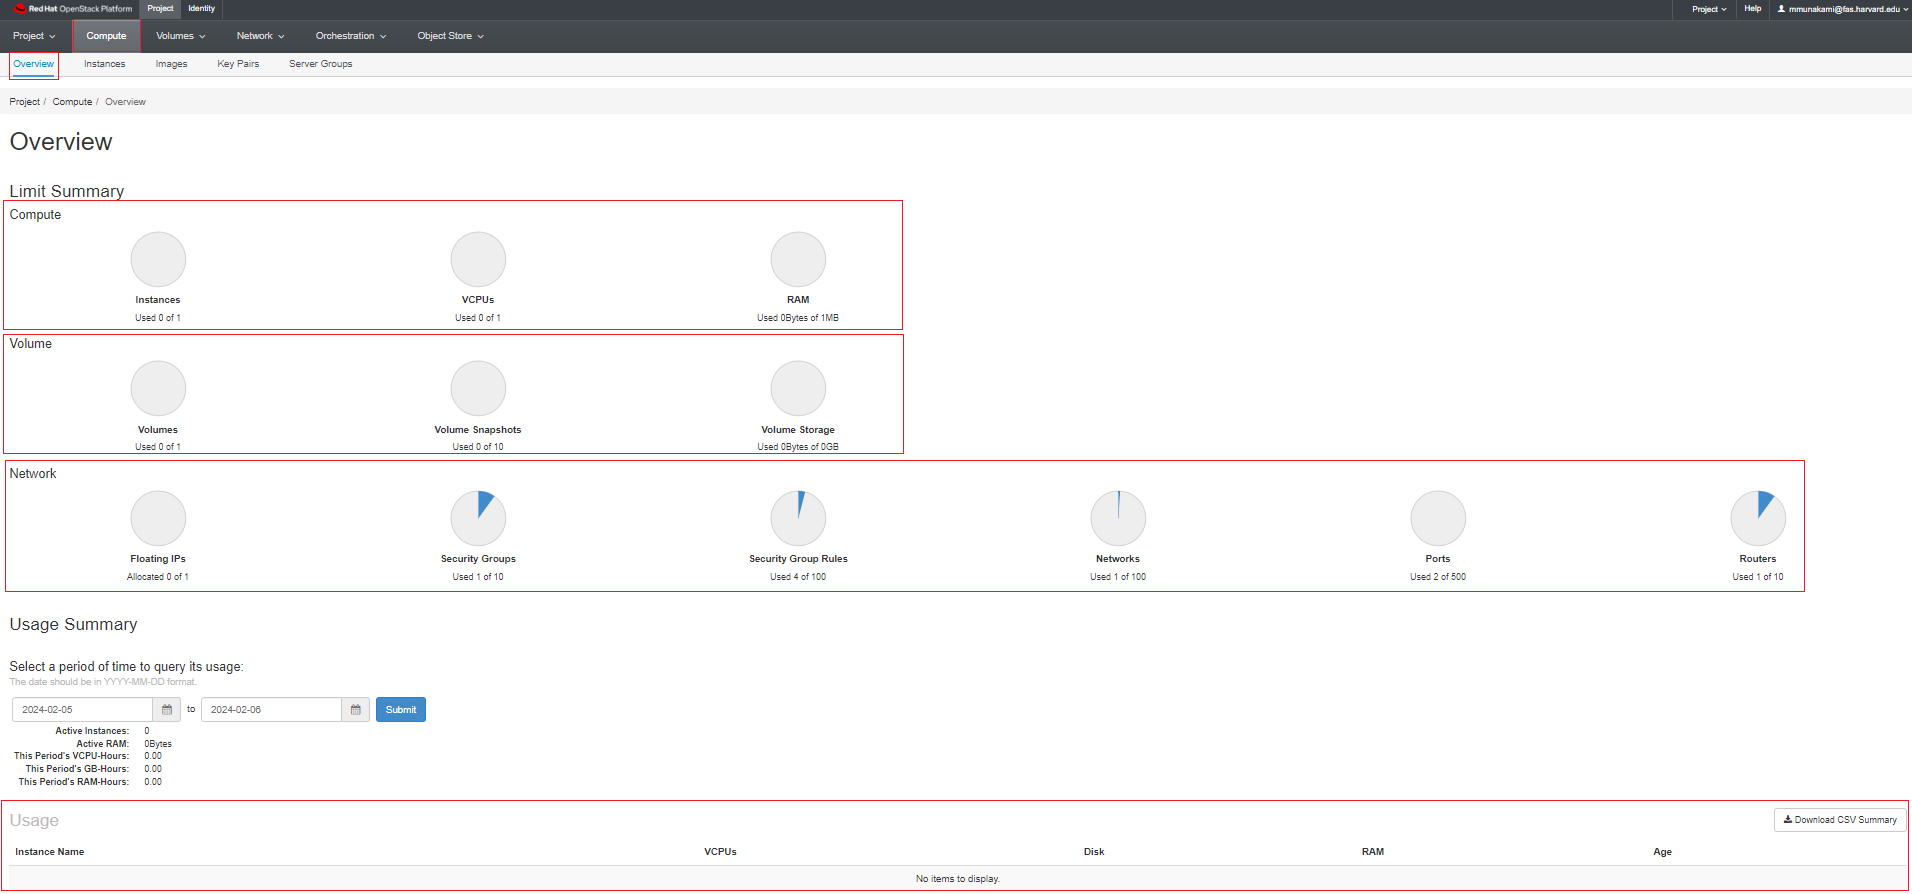 Red Hat OpenStack Platform Project Identity Project Help mmunakami@fas.harvard.edu
Project Compute Volumes Network Orchestration Object Store
Overview Instances Images Key Pairs Server Groups
Project / Compute / Overview
Overview
Limit Summary
Compute
Instances VCPUs RAM
Used 0 of 1 Used 0 of 1 Used 0Bytes of 1MB
Volume
Volumes Volume Snapshots Volume Storage
Used 0 of 1 Used 0 of 10 Used 0Bytes of 0GB
Network
Floating IPs Security Groups Security Group Rules Networks Ports Routers
Allocated 0 of 1 Used 1 of 10 Used 4 of 100 Used 1 of 100 Used 2 of 500 Used 1 of 10
Usage Summary
Select a period of time to query its usage:
The date should be in YYYY-MM-DD format.
2024-02-05 to 2024-02-06 Submit
Active Instances: 0
Active RAM: 0Bytes
This Period's VCPU-Hours: 0.00
This Period's GB-Hours: 0.00
This Period's RAM-Hours: 0.00
Usage Download CSV Summary
Instance Name VCPUs Disk RAM Age
No items to display.